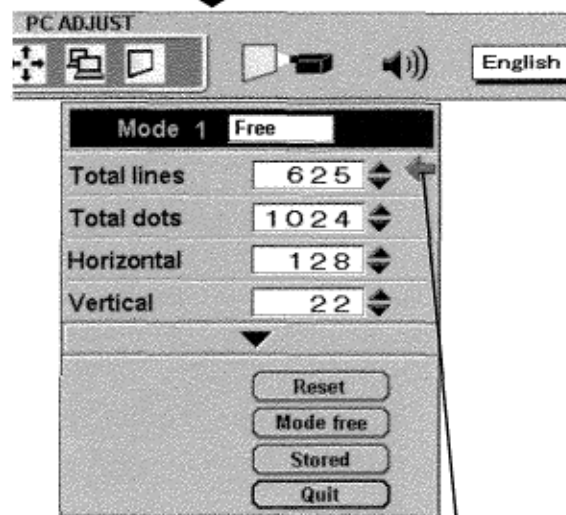 PC ADJUST
English
Mode 1 Free
Total lines 625
Total dots 1024
Horizontal 128
Vertical 22
Reset
Mode free
Stored
Quit